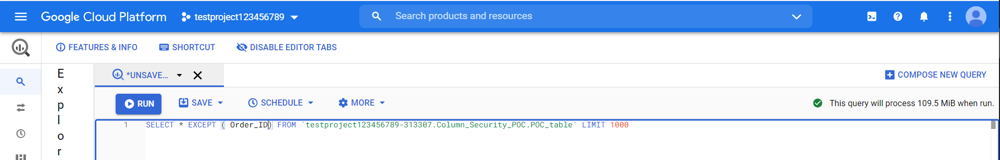 Google Cloud Platform testproject123456789 Search products and resources
FEATURES & INFO SHORTCUT DISABLE EDITOR TABS
Explor
*UNSAVE... COMPOSE NEW QUERY
RUN SAVE SCHEDULE MORE This query will process 109.5 MiB when run.
1 SELECT * EXCEPT ( Order_ID) FROM `testproject123456789-313307.Column_Security_POC.POC_table` LIMIT 1000